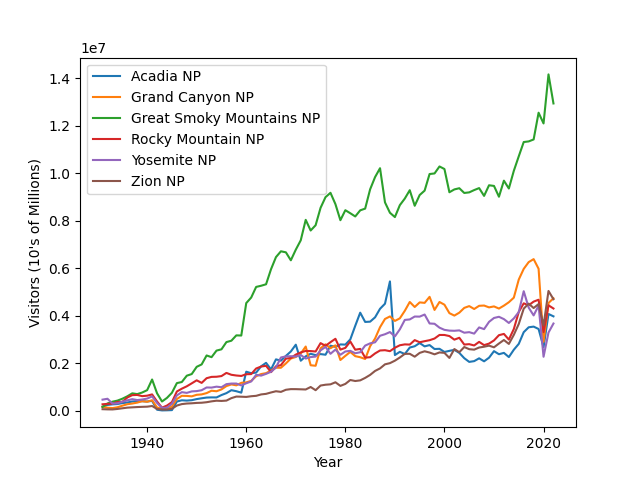 1e7
Acadia NP
Grand Canyon NP
Great Smoky Mountains NP
Rocky Mountain NP
Yosemite NP
Zion NP
Visitors (10's of Millions)
1.4
1.2
1.0
0.8
0.6
0.4
0.2
0.0
1940
1960
1980
2000
2020
Year